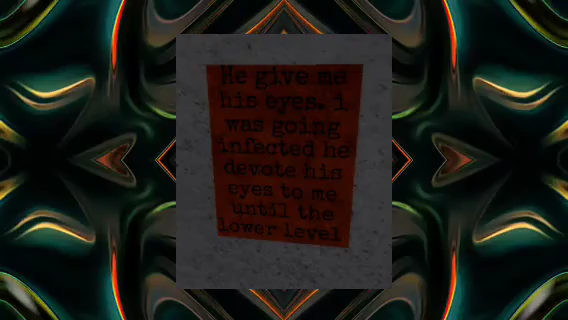 He give me
his eyes. i
was going
infected he
devote his
eyes to me
until the
lower level